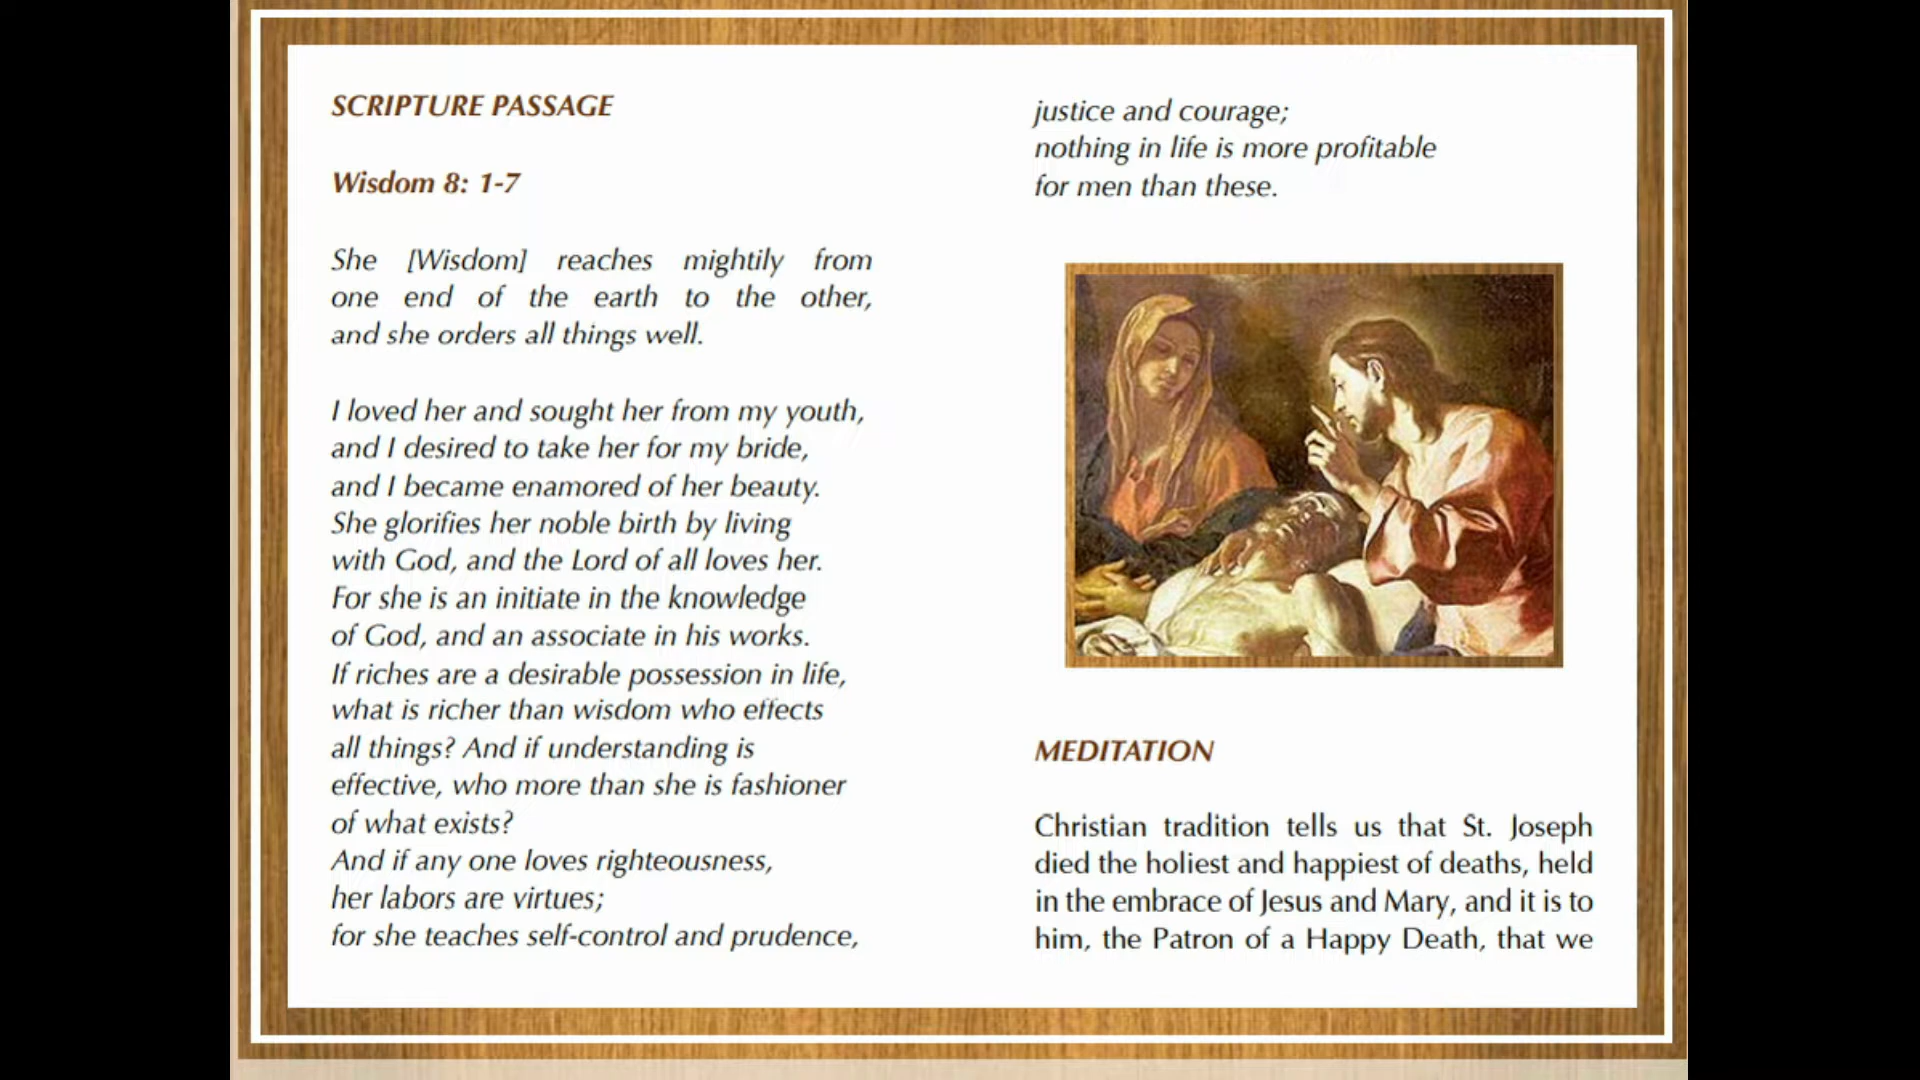 SCRIPTURE PASSAGE
Wisdom 8: 1-7
She [Wisdom] reaches mightily from
one end of the earth to the other,
and she orders all things well.
I loved her and sought her from my youth,
and I desired to take her for my bride,
and I became enamored of her beauty.
She glorifies her noble birth by living
with God, and the Lord of all loves her.
For she is an initiate in the knowledge
of God, and an associate in his works.
If riches are a desirable possession in life,
what is richer than wisdom who effects
all things? And if understanding is
effective, who more than she is fashioner
of what exists?
And if any one loves righteousness,
her labors are virtues;
for she teaches self-control and prudence,
justice and courage;
nothing in life is more profitable
for men than these.
MEDITATION
Christian tradition tells us that St. Joseph
died the holiest and happiest of deaths, held
in the embrace of Jesus and Mary, and it is to
him, the Patron of a Happy Death, that we